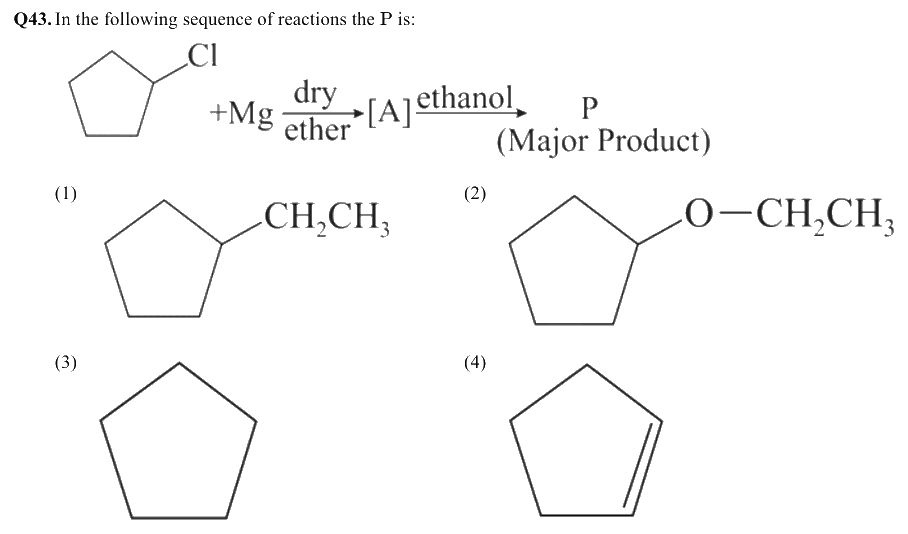 Q43. In the following sequence of reactions the P is:
Cl
+Mg dry ether [A] ethanol P
(Major Product)
(1) CH₂CH₃
(2) O—CH₂CH₃
(3)
(4)